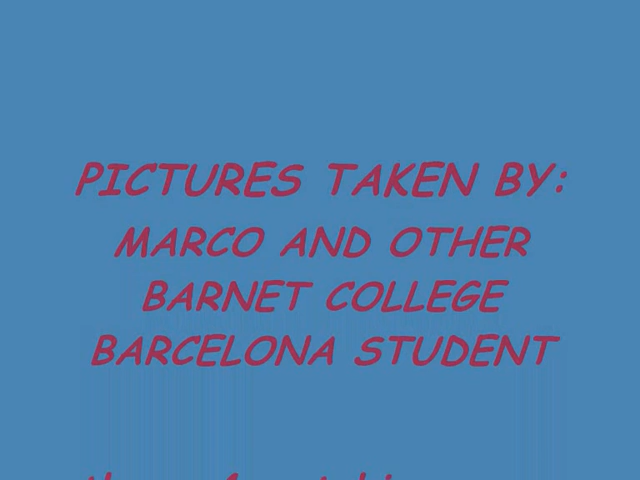 PICTURES TAKEN BY:
MARCO AND OTHER
BARNET COLLEGE
BARCELONA STUDENT